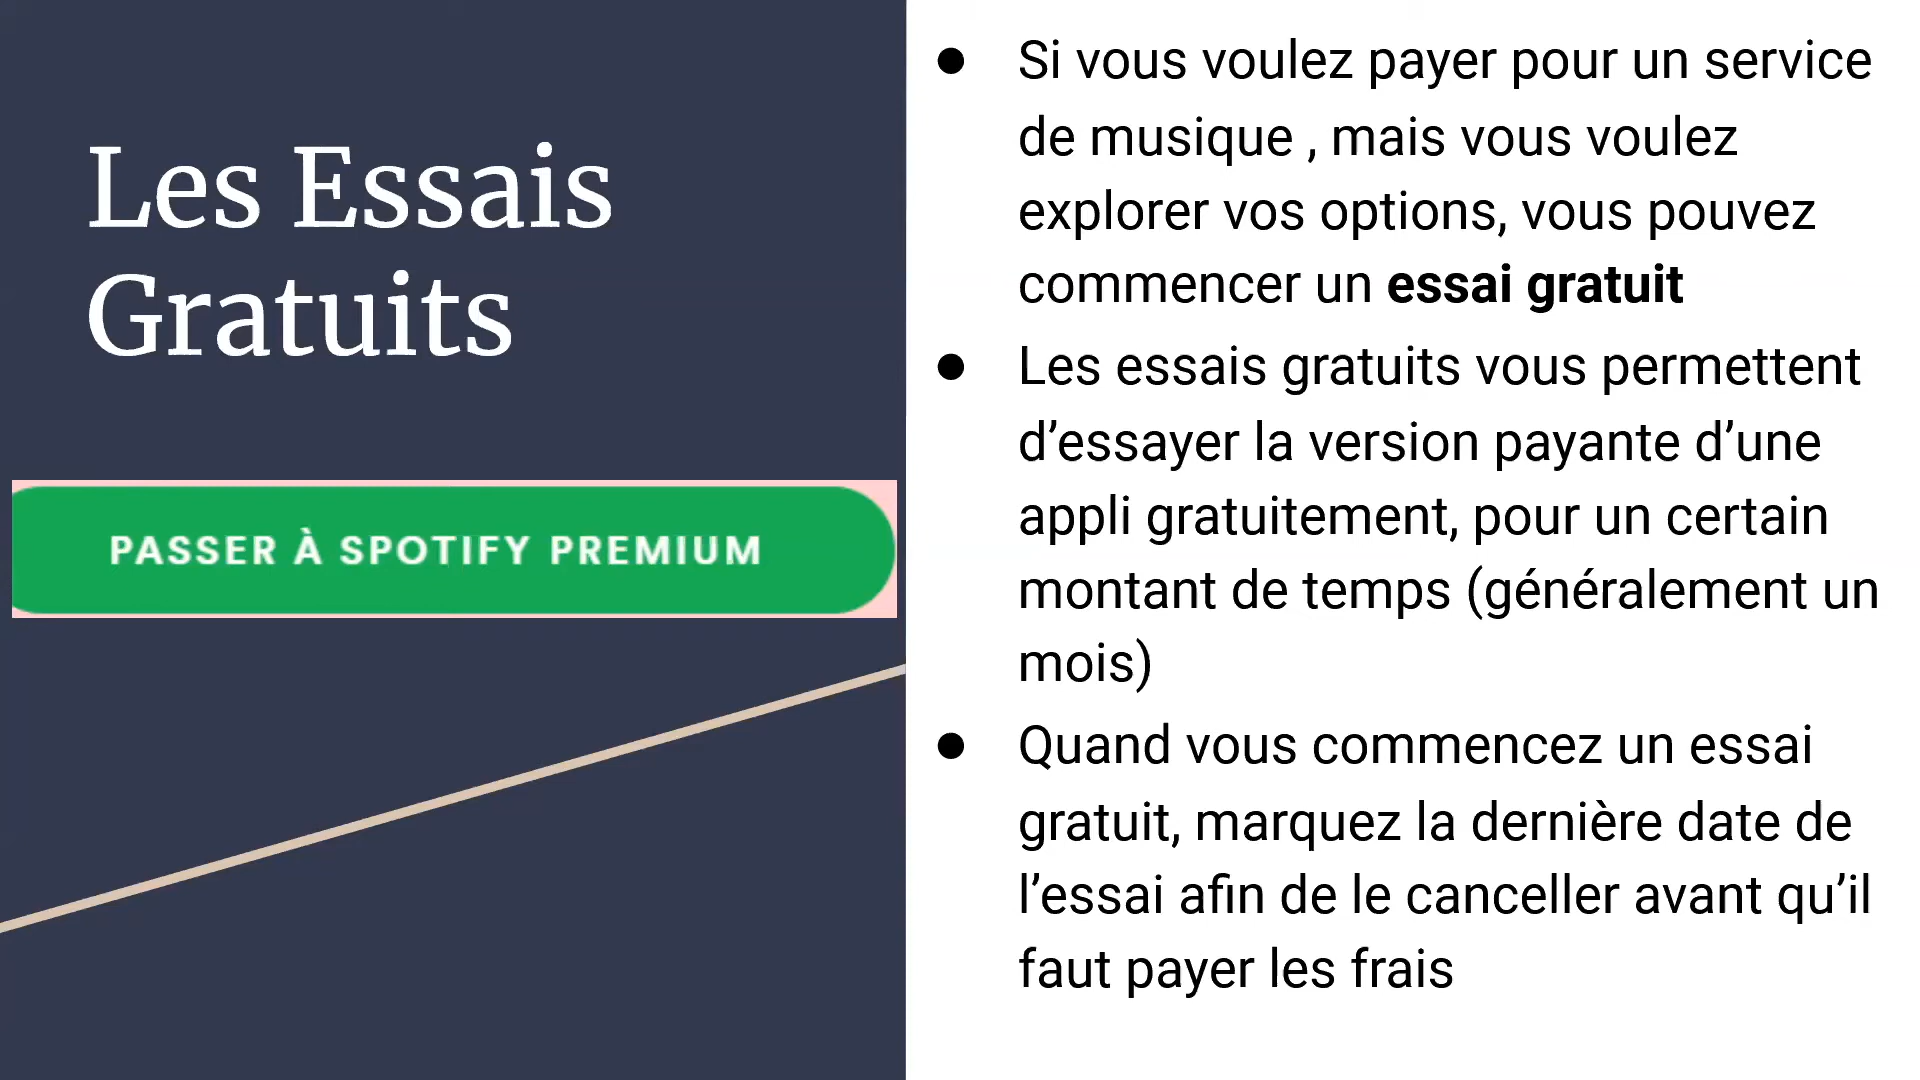 Les Essais
Gratuits
PASSER À SPOTIFY PREMIUM
● Si vous voulez payer pour un service
de musique , mais vous voulez
explorer vos options, vous pouvez
commencer un essai gratuit
● Les essais gratuits vous permettent
d’essayer la version payante d’une
appli gratuitement, pour un certain
montant de temps (généralement un
mois)
● Quand vous commencez un essai
gratuit, marquez la dernière date de
l’essai afin de le canceller avant qu’il
faut payer les frais